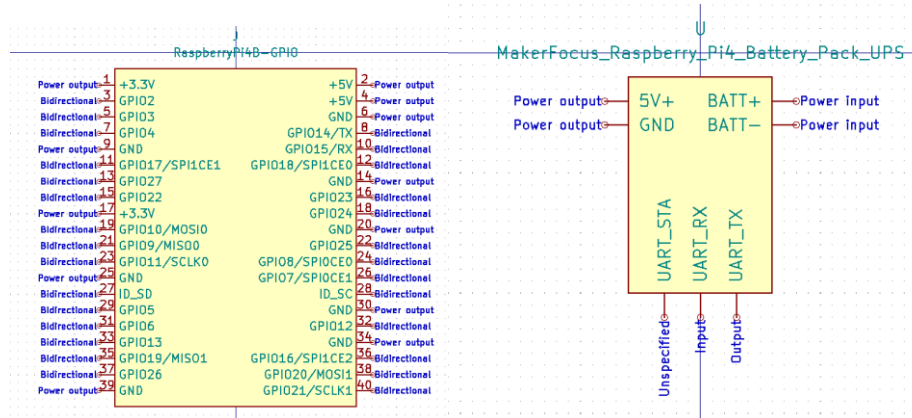 J
RaspberryPi4B-GPIO
Power output 1 +3.3V +5V 2 Power output
Bidirectional 3 GPIO2 +5V 4 Power output
Bidirectional 5 GPIO3 GND 6 Power output
Bidirectional 7 GPIO4 GPIO14/TX 8 Bidirectional
Power output 9 GND GPIO15/RX 10 Bidirectional
Bidirectional 11 GPIO17/SPI1CE1 GPIO18/SPI1CE0 12 Bidirectional
Bidirectional 13 GPIO27 GND 14 Power output
Bidirectional 15 GPIO22 GPIO23 16 Bidirectional
Power output 17 +3.3V GPIO24 18 Bidirectional
Bidirectional 19 GPIO10/MOSI0 GND 20 Power output
Bidirectional 21 GPIO9/MISO0 GPIO25 22 Bidirectional
Bidirectional 23 GPIO11/SCLK0 GPIO8/SPI0CE0 24 Bidirectional
Power output 25 GND GPIO7/SPI0CE1 26 Bidirectional
Bidirectional 27 ID_SD ID_SC 28 Bidirectional
Bidirectional 29 GPIO5 GND 30 Power output
Bidirectional 31 GPIO6 GPIO12 32 Bidirectional
Bidirectional 33 GPIO13 GND 34 Power output
Bidirectional 35 GPIO19/MISO1 GPIO16/SPI1CE2 36 Bidirectional
Bidirectional 37 GPIO26 GPIO20/MOSI1 38 Bidirectional
Power output 39 GND GPIO21/SCLK1 40 Bidirectional
U
MakerFocus_Raspberry_Pi4_Battery_Pack_UPS
Power output 5V+ BATT+ Power input
Power output GND BATT- Power input
UART_STA
UART_RX
UART_TX
Unspecified
Input
Output